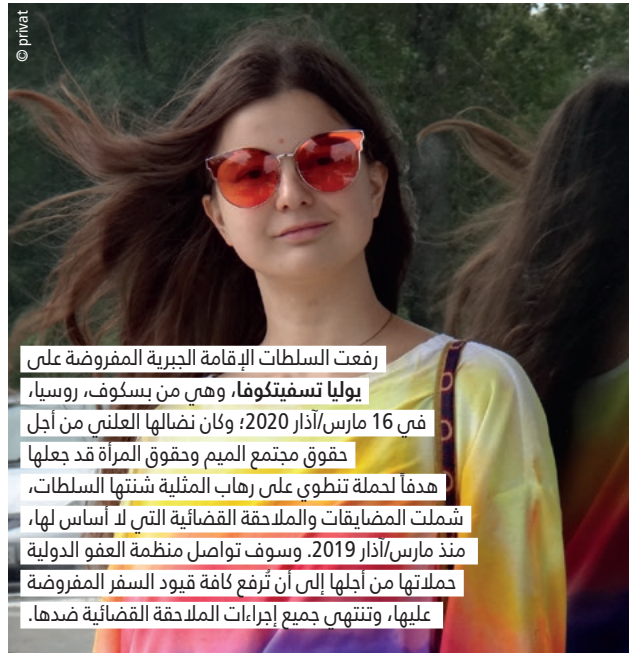 © privat
رفعت السلطات الإقامة الجبرية المفروضة على
يوليا تسفيتكوفا، وهي من بسكوف، روسيا،
في 16 مارس/آذار 2020؛ وكان نضالها العلني من أجل
حقوق مجتمع الميم وحقوق المرأة قد جعلها
هدفاً لحملة تنطوي على رهاب المثلية شنتها السلطات،
شملت المضايقات والملاحقة القضائية التي لا أساس لها،
منذ مارس/آذار 2019. وسوف تواصل منظمة العفو الدولية
حملاتها من أجلها إلى أن تُرفع كافة قيود السفر المفروضة
عليها، وتنتهي جميع إجراءات الملاحقة القضائية ضدها.